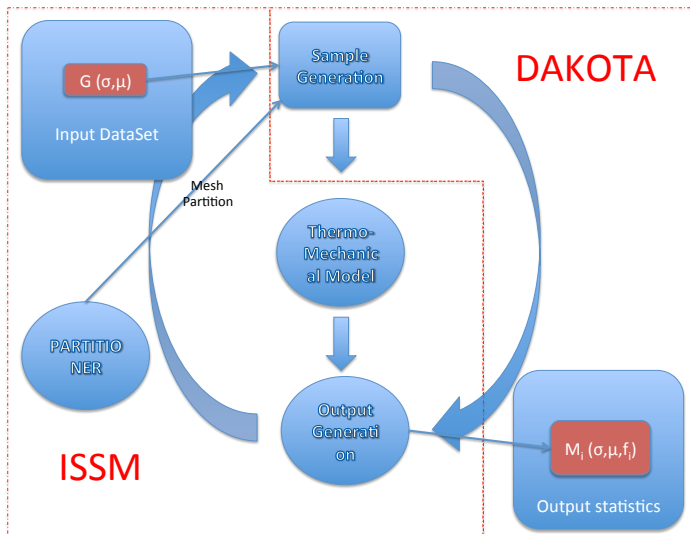 G (σ,μ)
Input DataSet
Sample
Generation
DAKOTA
Mesh
Partition
Thermo-
Mechanic
al Model
PARTITIO
NER
Output
Generati
on
ISSM
Mᵢ (σ,μ,fᵢ)
Output statistics